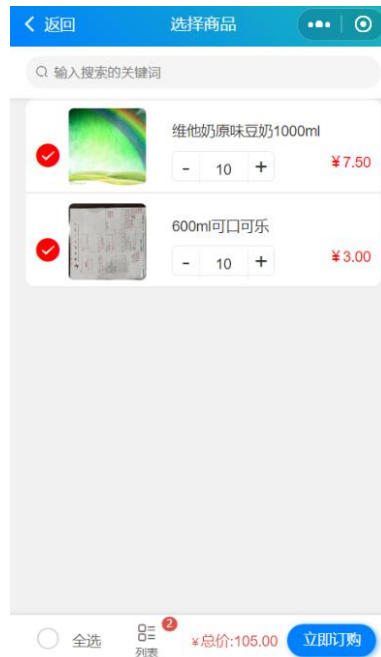 返回
选择商品
输入搜索的关键词
维他奶原味豆奶1000ml
- 10 +
¥7.50
600ml可口可乐
- 10 +
¥3.00
全选
2
列表
¥总价:105.00
立即订购